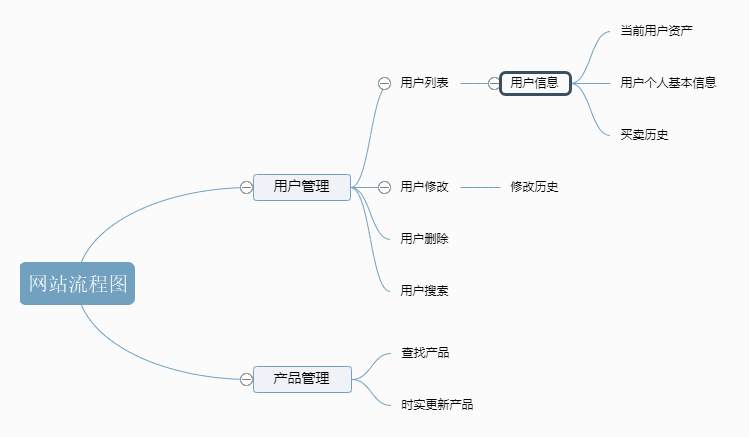 网站流程图
用户管理
用户列表
用户信息
当前用户资产
用户个人基本信息
买卖历史
用户修改
修改历史
用户删除
用户搜索
产品管理
查找产品
时实更新产品